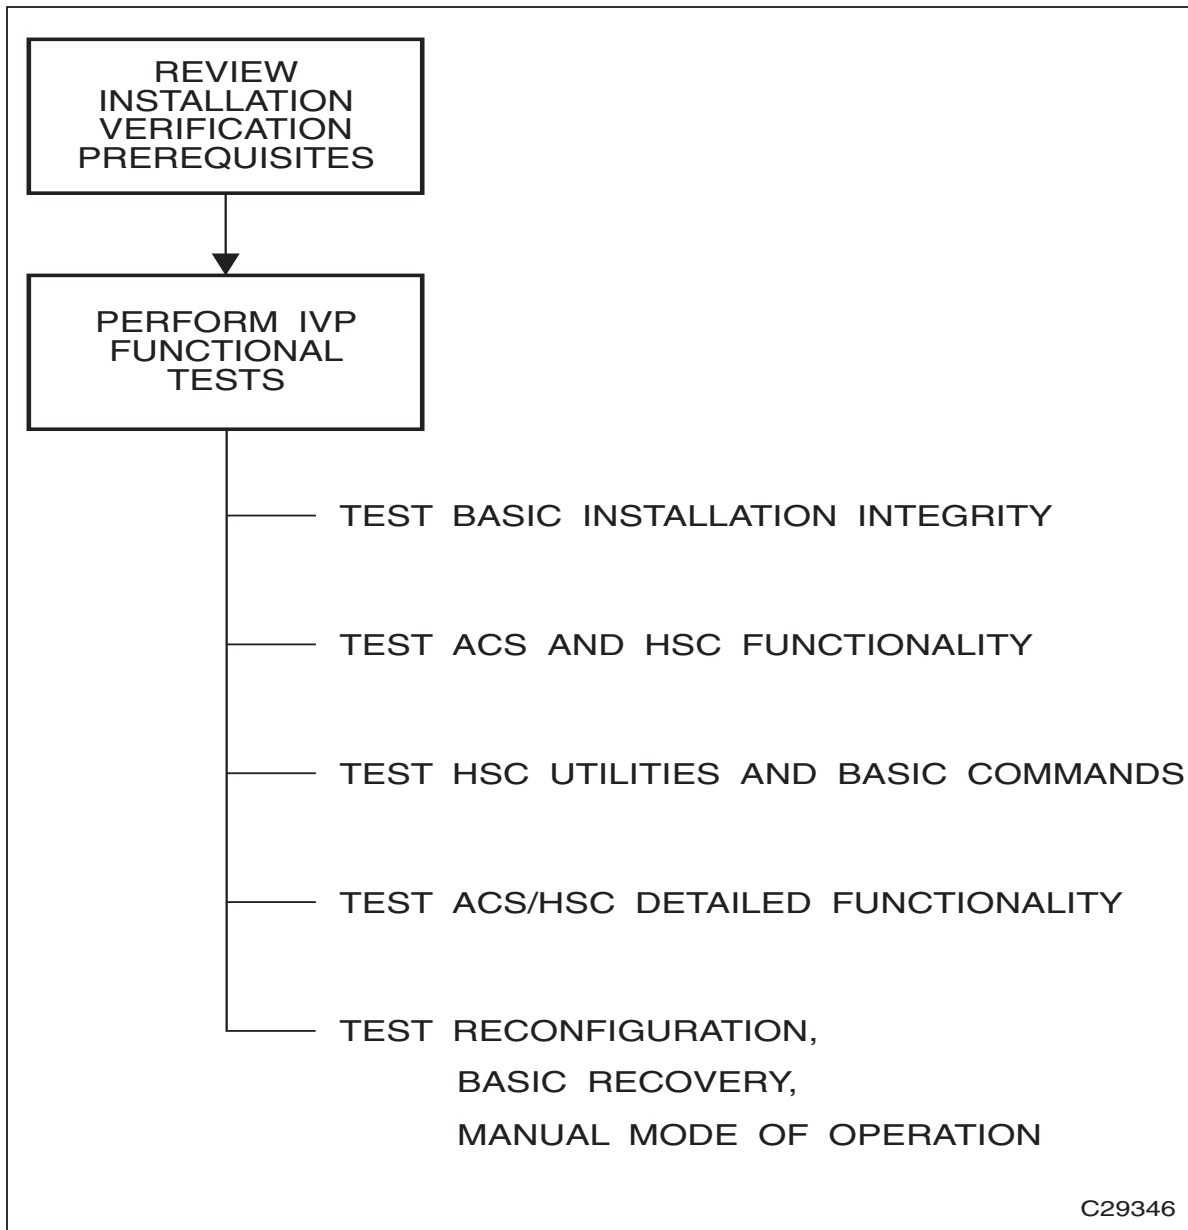 REVIEW
INSTALLATION
VERIFICATION
PREREQUISITES
PERFORM IVP
FUNCTIONAL
TESTS
TEST BASIC INSTALLATION INTEGRITY
TEST ACS AND HSC FUNCTIONALITY
TEST HSC UTILITIES AND BASIC COMMANDS
TEST ACS/HSC DETAILED FUNCTIONALITY
TEST RECONFIGURATION,
BASIC RECOVERY,
MANUAL MODE OF OPERATION
C29346